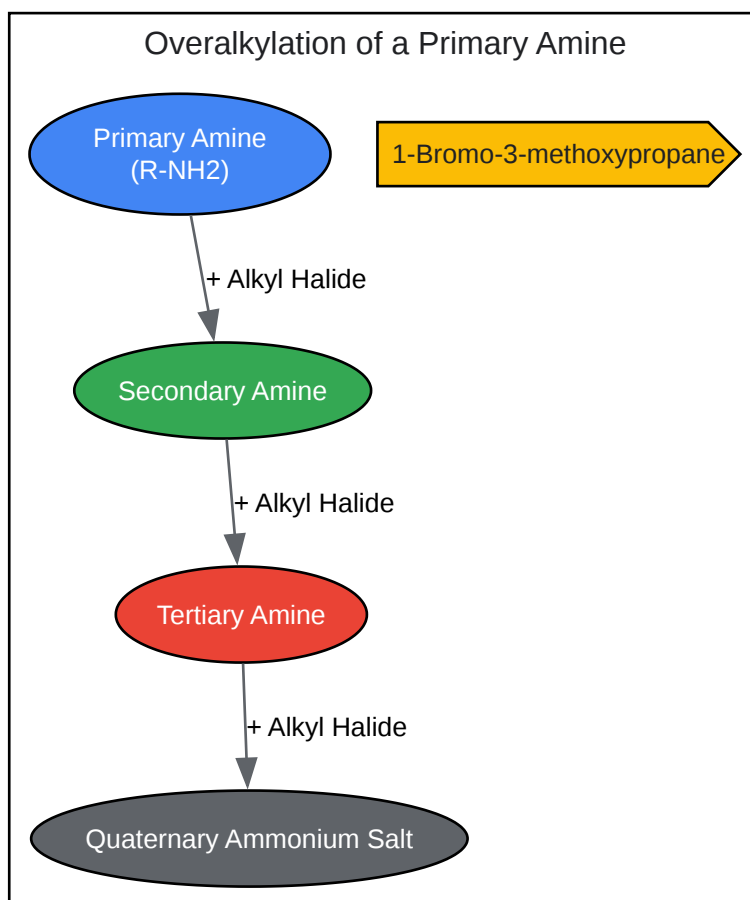 Overalkylation of a Primary Amine
Primary Amine
(R-NH2)
1-Bromo-3-methoxypropane
+ Alkyl Halide
Secondary Amine
+ Alkyl Halide
Tertiary Amine
+ Alkyl Halide
Quaternary Ammonium Salt